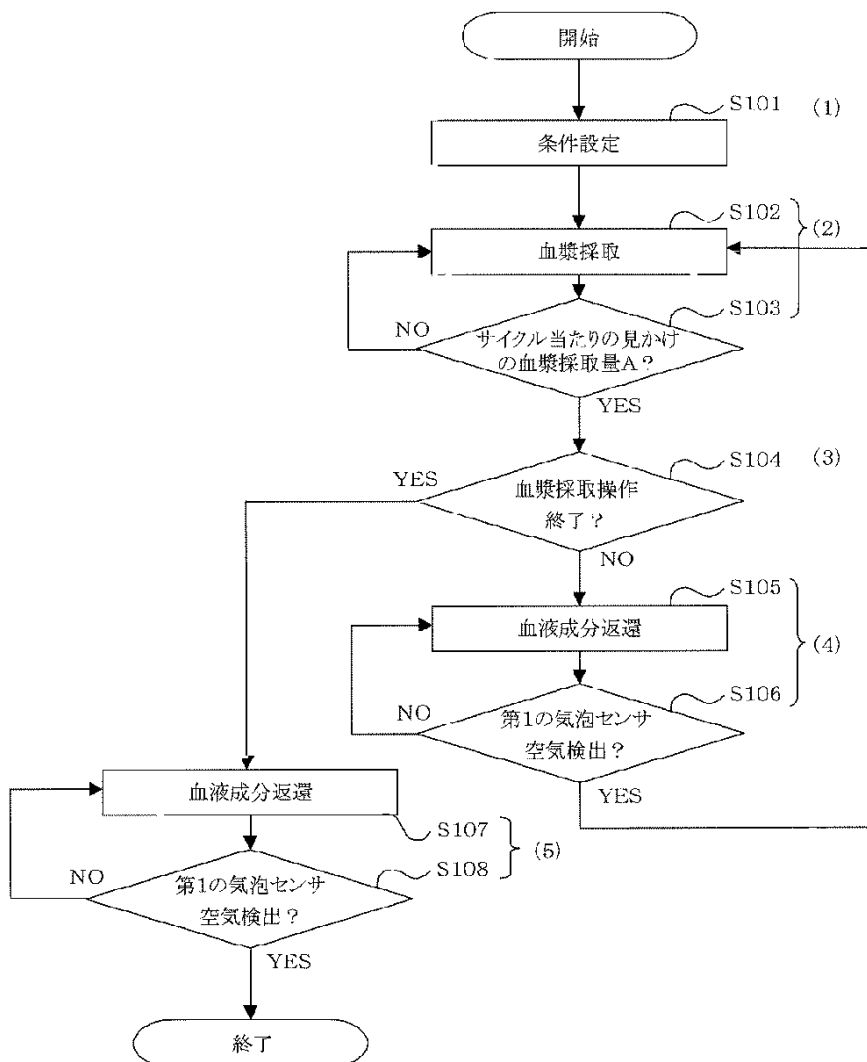 開始
S101 (1)
条件設定
S102 (2)
血漿採取
S103
NO
サイクル当たりの見かけ
の血漿採取量A？
YES
S104 (3)
YES
血漿採取操作
終了？
NO
S105
血液成分返還
(4)
S106
NO
第1の気泡センサ
空気検出？
YES
血液成分返還
S107
(5)
S108
NO
第1の気泡センサ
空気検出？
YES
終了